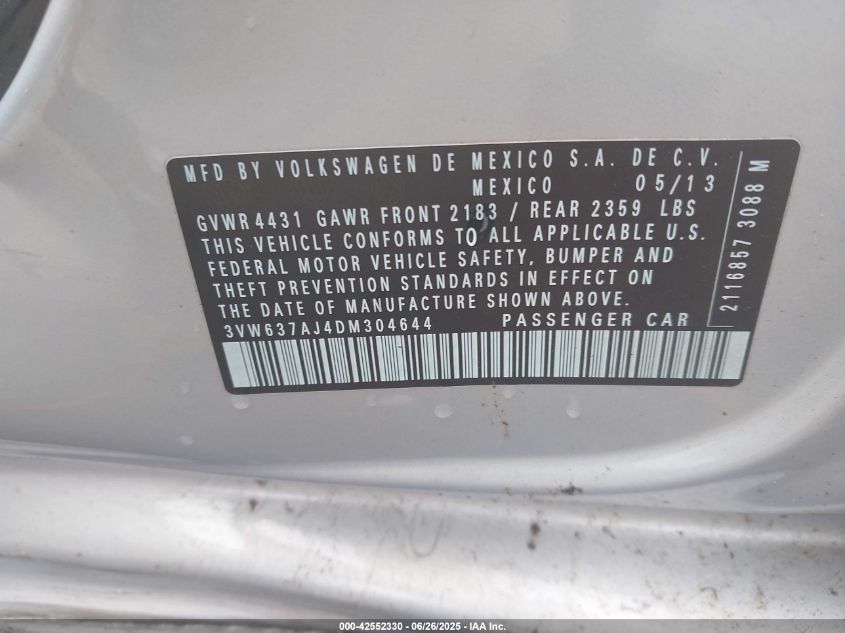 MFD BY VOLKSWAGEN DE MEXICO S.A. DE C.V.
MEXICO 05/13
GVWR 4431 GAWR FRONT 2183 / REAR 2359 LBS
THIS VEHICLE CONFORMS TO ALL APPLICABLE U.S.
FEDERAL MOTOR VEHICLE SAFETY, BUMPER AND
THEFT PREVENTION STANDARDS IN EFFECT ON
THE DATE OF MANUFACTURE SHOWN ABOVE.
3VW637AJ4DM304644 PASSENGER CAR
2116857 3088 M
000-42552330 - 06/26/2025 - IAA Inc.